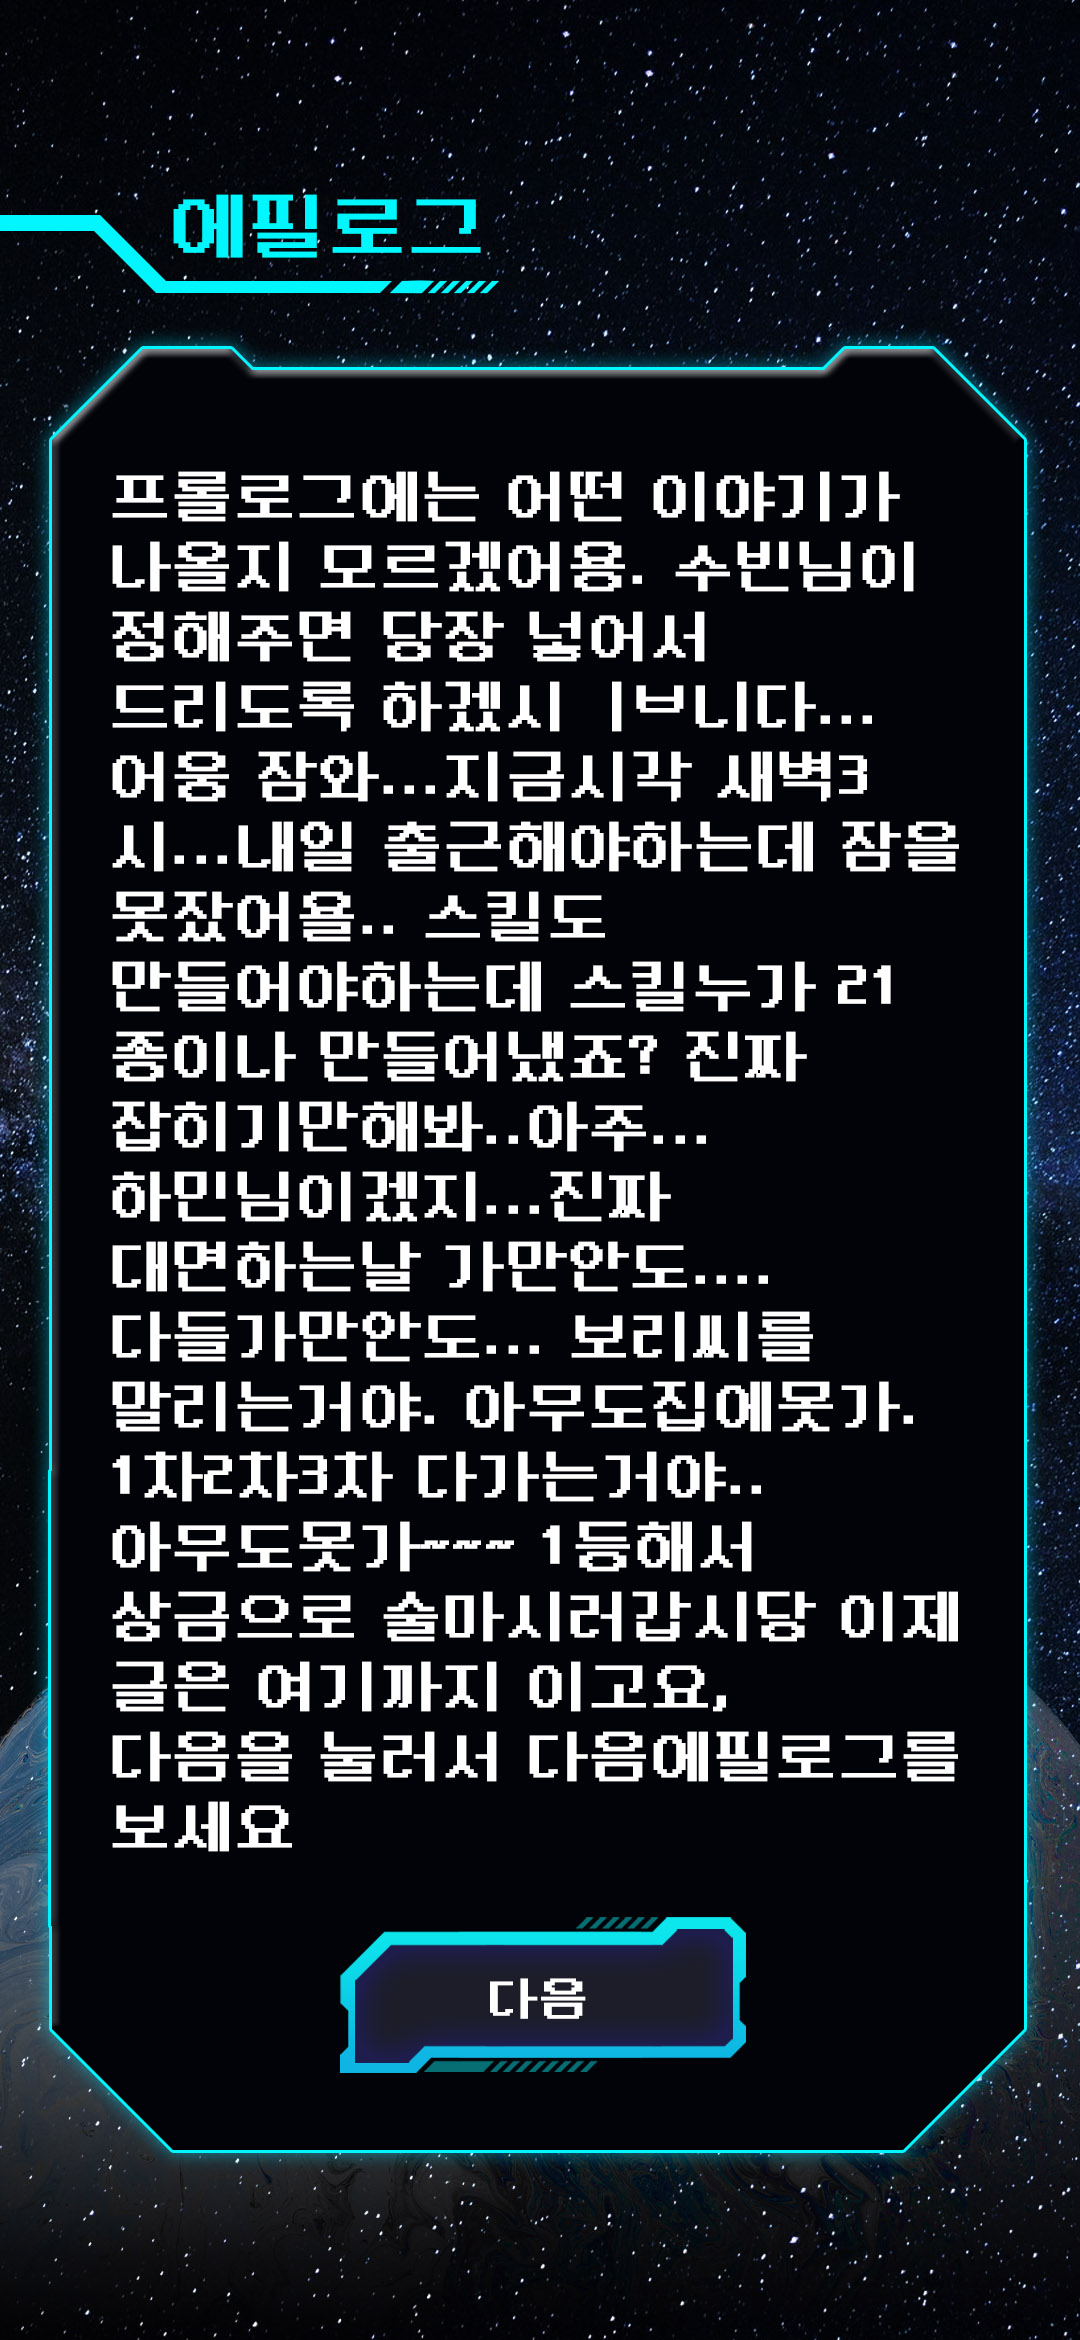 에필로그
프롤로그에는 어떤 이야기가
나올지 모르겠어용. 수빈님이
정해주면 당장 넣어서
드리도록 하겠시ㅣㅂ니다...
어웅 잠와...지금시각 새벽3
시...내일 출근해야하는데 잠을
못잤어욜.. 스킬도
만들어야하는데 스킬누가 21
종이나 만들어냈죠? 진짜
잡히기만해봐..아주...
하민님이겠지...진짜
대면하는날 가만안도....
다들가만안도... 보리씨를
말리는거야. 아무도집에못가.
1차2차3차 다가는거야..
아무도못가~~~ 1등해서
상금으로 술마시러갑시당 이제
글은 여기까지 이고요,
다음을 눌러서 다음에필로그를
보세요
다음